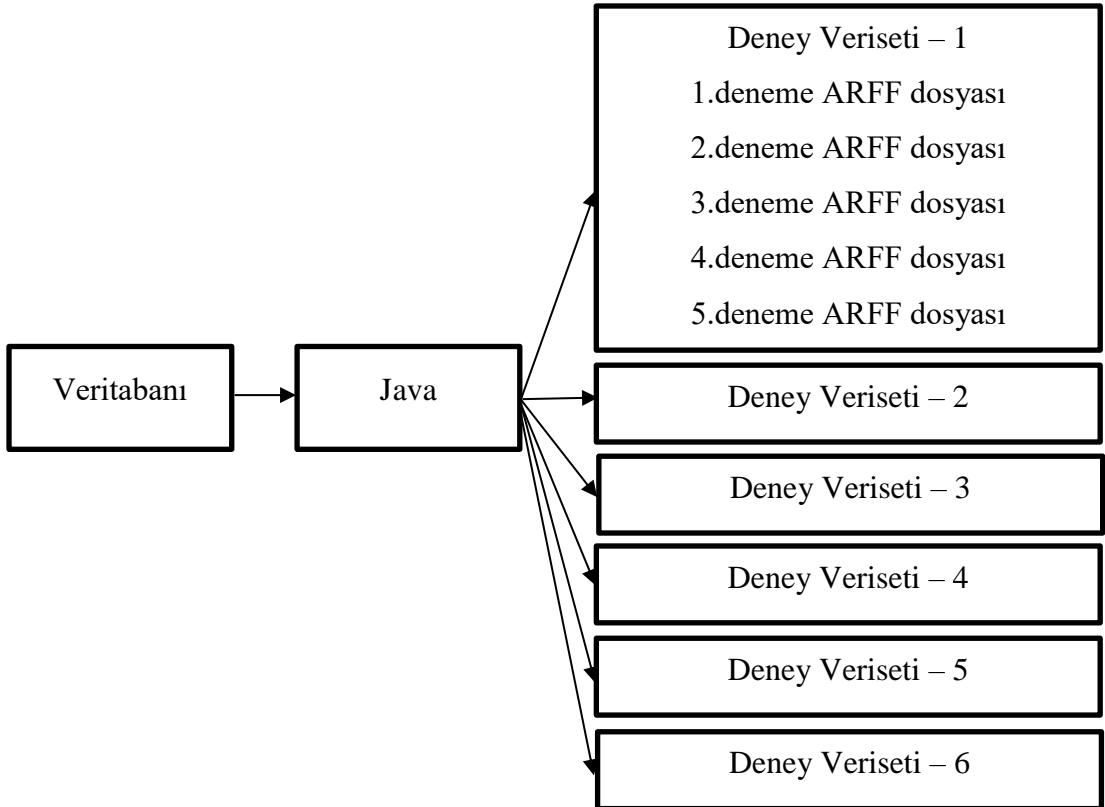 Veritabanı
Java
Deney Veriseti – 1
1.deneme ARFF dosyası
2.deneme ARFF dosyası
3.deneme ARFF dosyası
4.deneme ARFF dosyası
5.deneme ARFF dosyası
Deney Veriseti – 2
Deney Veriseti – 3
Deney Veriseti – 4
Deney Veriseti – 5
Deney Veriseti – 6